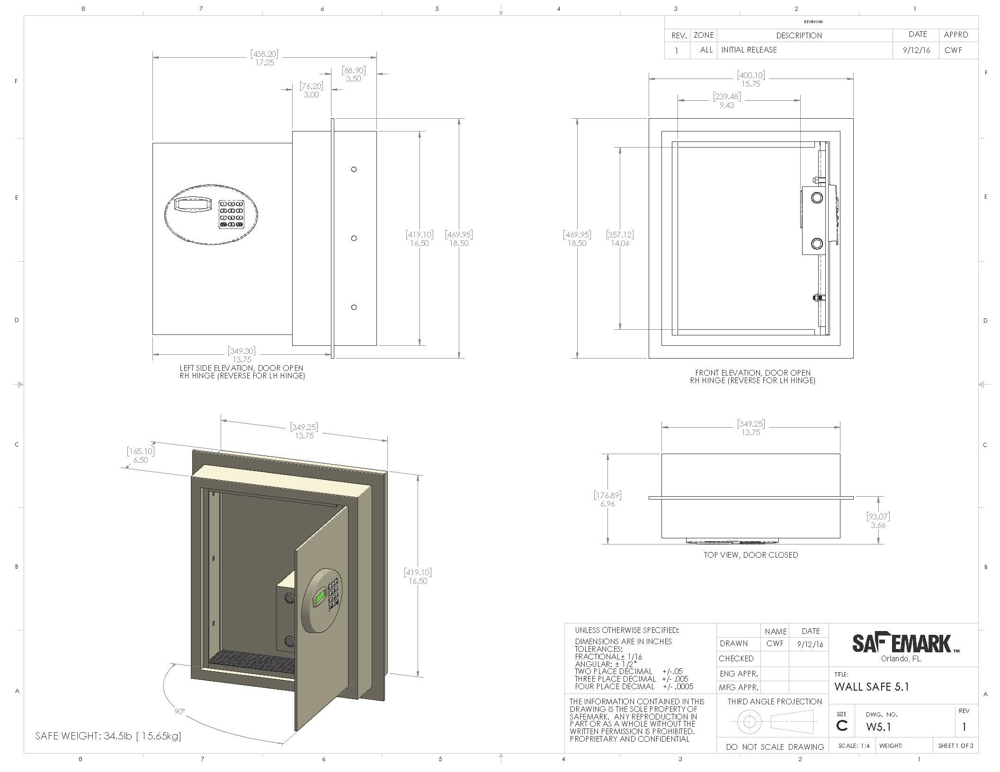 8 7 6 5 4 3 2 1
REVISIONS
REV. ZONE DESCRIPTION DATE APPRD
1 ALL INITIAL RELEASE 9/12/16 CWF
F
F
E
E
D
D
C
C
B
B
A
A
[438.20]
17.25
[88.90]
3.50
[76.20]
3.00
[419.10]
16.50
[469.95]
18.50
[349.30]
13.75
1 2 3
4 5 6
7 8 9
0
LEFT SIDE ELEVATION, DOOR OPEN
RH HINGE (REVERSE FOR LH HINGE)
[400.10]
15.75
[239.48]
9.43
[469.95]
18.50
[357.12]
14.06
FRONT ELEVATION, DOOR OPEN
RH HINGE (REVERSE FOR LH HINGE)
[349.25]
13.75
[165.10]
6.50
[419.10]
16.50
90°
SAFE WEIGHT: 34.5lb [ 15.65kg]
[349.25]
13.75
[176.89]
6.96
[93.07]
3.66
TOP VIEW, DOOR CLOSED
UNLESS OTHERWISE SPECIFIED:
DIMENSIONS ARE IN INCHES
TOLERANCES:
FRACTIONAL± 1/16
ANGULAR: ± 1/2°
TWO PLACE DECIMAL +/-.05
THREE PLACE DECIMAL +/- .005
FOUR PLACE DECIMAL +/- .0005
THE INFORMATION CONTAINED IN THIS
DRAWING IS THE SOLE PROPERTY OF
SAFEMARK. ANY REPRODUCTION IN
PART OR AS A WHOLE WITHOUT THE
WRITTEN PERMISSION IS PROHIBITED.
PROPRIETARY AND CONFIDENTIAL
NAME DATE
DRAWN CWF 9/12/16
CHECKED
ENG APPR.
MFG APPR.
THIRD ANGLE PROJECTION
DO NOT SCALE DRAWING
SAFEMARK TM
Orlando, FL
TITLE:
WALL SAFE 5.1
SIZE DWG. NO. REV
C W5.1 1
SCALE: 1:4 WEIGHT: SHEET 1 OF 3
8 7 6 5 4 3 2 1